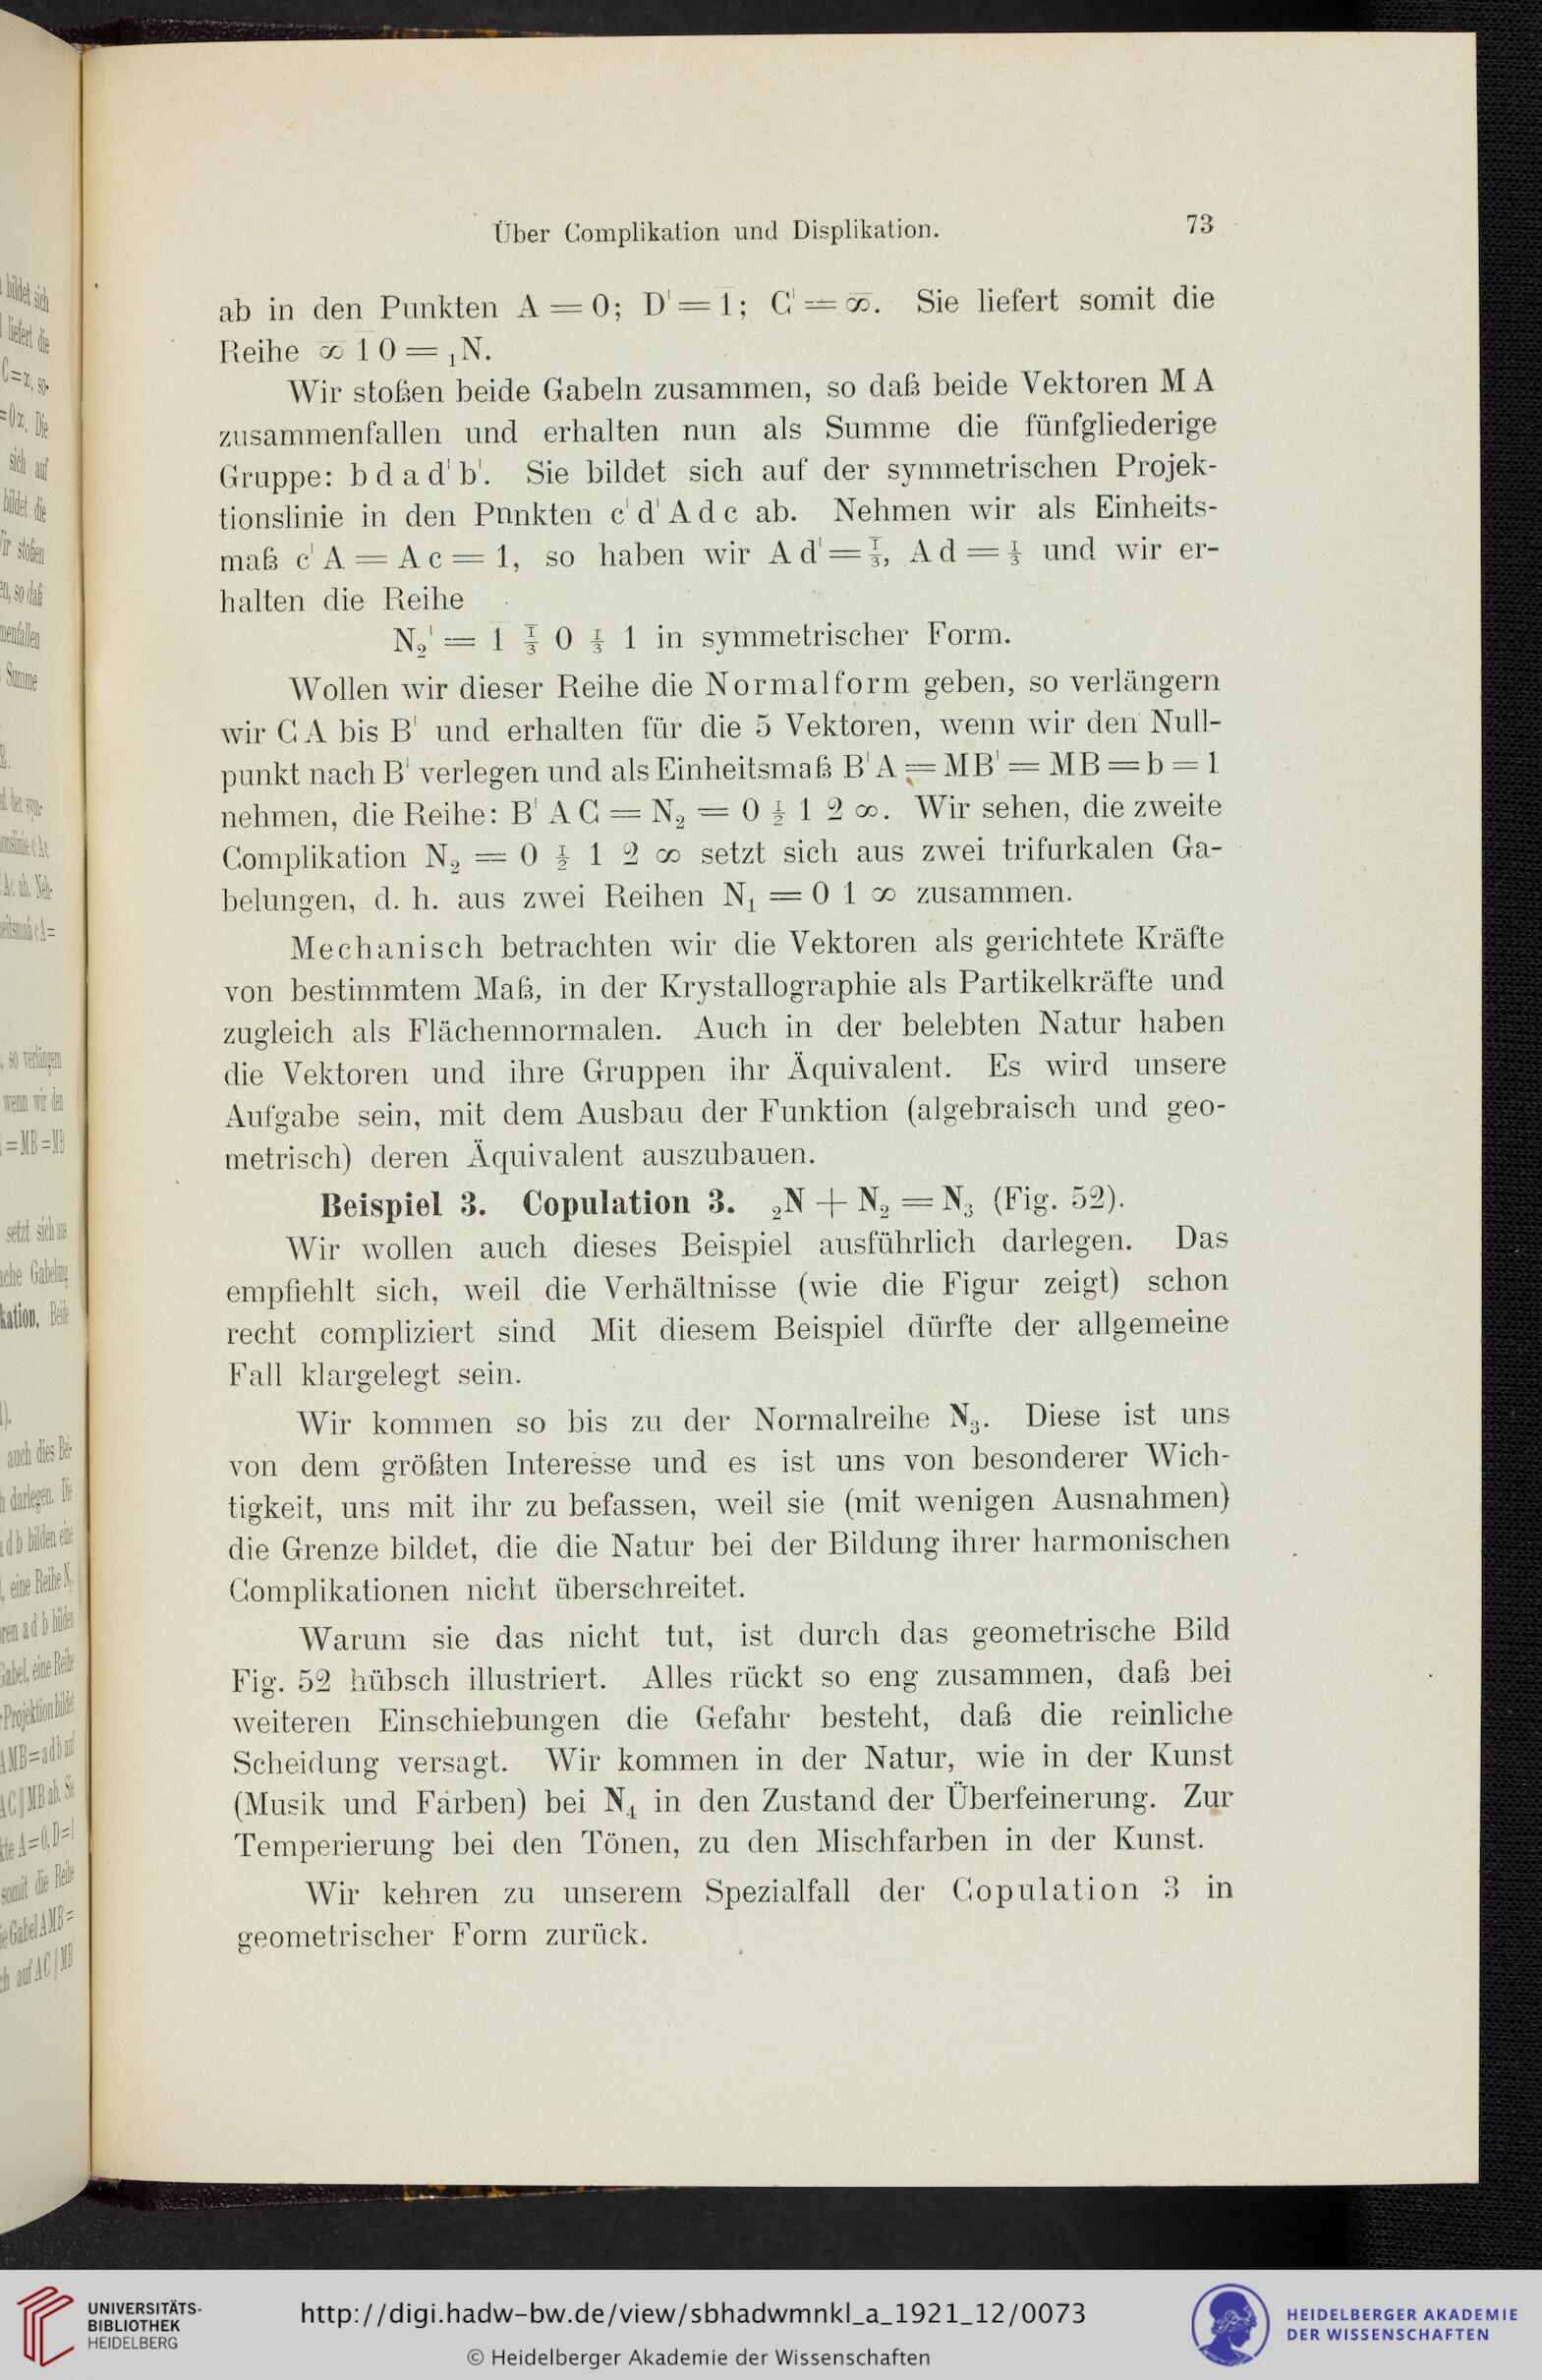 Über Complikation und Displikation. 73
ab in den Punkten A = 0; D' = 1̄; C' = ∞̄. Sie liefert somit die
Reihe ∞̄ 1̄ 0 = ₁N.
Wir stoßen beide Gabeln zusammen, so daß beide Vektoren M A
zusammenfallen und erhalten nun als Summe die fünfgliederige
Gruppe: b d a d' b'. Sie bildet sich auf der symmetrischen Projek-
tionslinie in den Pnnkten c' d' A d c ab. Nehmen wir als Einheits-
maß c' A = A c = 1, so haben wir A d' = 1̄/3, A d = 1/3 und wir er-
halten die Reihe
N₂' = 1̄ 1̄/3 0 1/3 1 in symmetrischer Form.
Wollen wir dieser Reihe die Normalform geben, so verlängern
wir C A bis B' und erhalten für die 5 Vektoren, wenn wir den Null-
punkt nach B' verlegen und als Einheitsmaß B' A = MB' = MB = b = 1
nehmen, die Reihe: B' A C = N₂ = 0 1/2 1 2 ∞. Wir sehen, die zweite
Complikation N₂ = 0 1/2 1 2 ∞ setzt sich aus zwei trifurkalen Ga-
belungen, d. h. aus zwei Reihen N₁ = 0 1 ∞ zusammen.
Mechanisch betrachten wir die Vektoren als gerichtete Kräfte
von bestimmtem Maß, in der Krystallographie als Partikelkräfte und
zugleich als Flächennormalen. Auch in der belebten Natur haben
die Vektoren und ihre Gruppen ihr Äquivalent. Es wird unsere
Aufgabe sein, mit dem Ausbau der Funktion (algebraisch und geo-
metrisch) deren Äquivalent auszubauen.
Beispiel 3. Copulation 3. ₂N + N₂ = N₃ (Fig. 52).
Wir wollen auch dieses Beispiel ausführlich darlegen. Das
empfiehlt sich, weil die Verhältnisse (wie die Figur zeigt) schon
recht compliziert sind Mit diesem Beispiel dürfte der allgemeine
Fall klargelegt sein.
Wir kommen so bis zu der Normalreihe N₃. Diese ist uns
von dem größten Interesse und es ist uns von besonderer Wich-
tigkeit, uns mit ihr zu befassen, weil sie (mit wenigen Ausnahmen)
die Grenze bildet, die die Natur bei der Bildung ihrer harmonischen
Complikationen nicht überschreitet.
Warum sie das nicht tut, ist durch das geometrische Bild
Fig. 52 hübsch illustriert. Alles rückt so eng zusammen, daß bei
weiteren Einschiebungen die Gefahr besteht, daß die reinliche
Scheidung versagt. Wir kommen in der Natur, wie in der Kunst
(Musik und Farben) bei N₄ in den Zustand der Überfeinerung. Zur
Temperierung bei den Tönen, zu den Mischfarben in der Kunst.
Wir kehren zu unserem Spezialfall der Copulation 3 in
geometrischer Form zurück.
UNIVERSITÄTS-
BIBLIOTHEK
HEIDELBERG
http://digi.hadw-bw.de/view/sbhadwmnkl_a_1921_12/0073
© Heidelberger Akademie der Wissenschaften
HEIDELBERGER AKADEMIE
DER WISSENSCHAFTEN